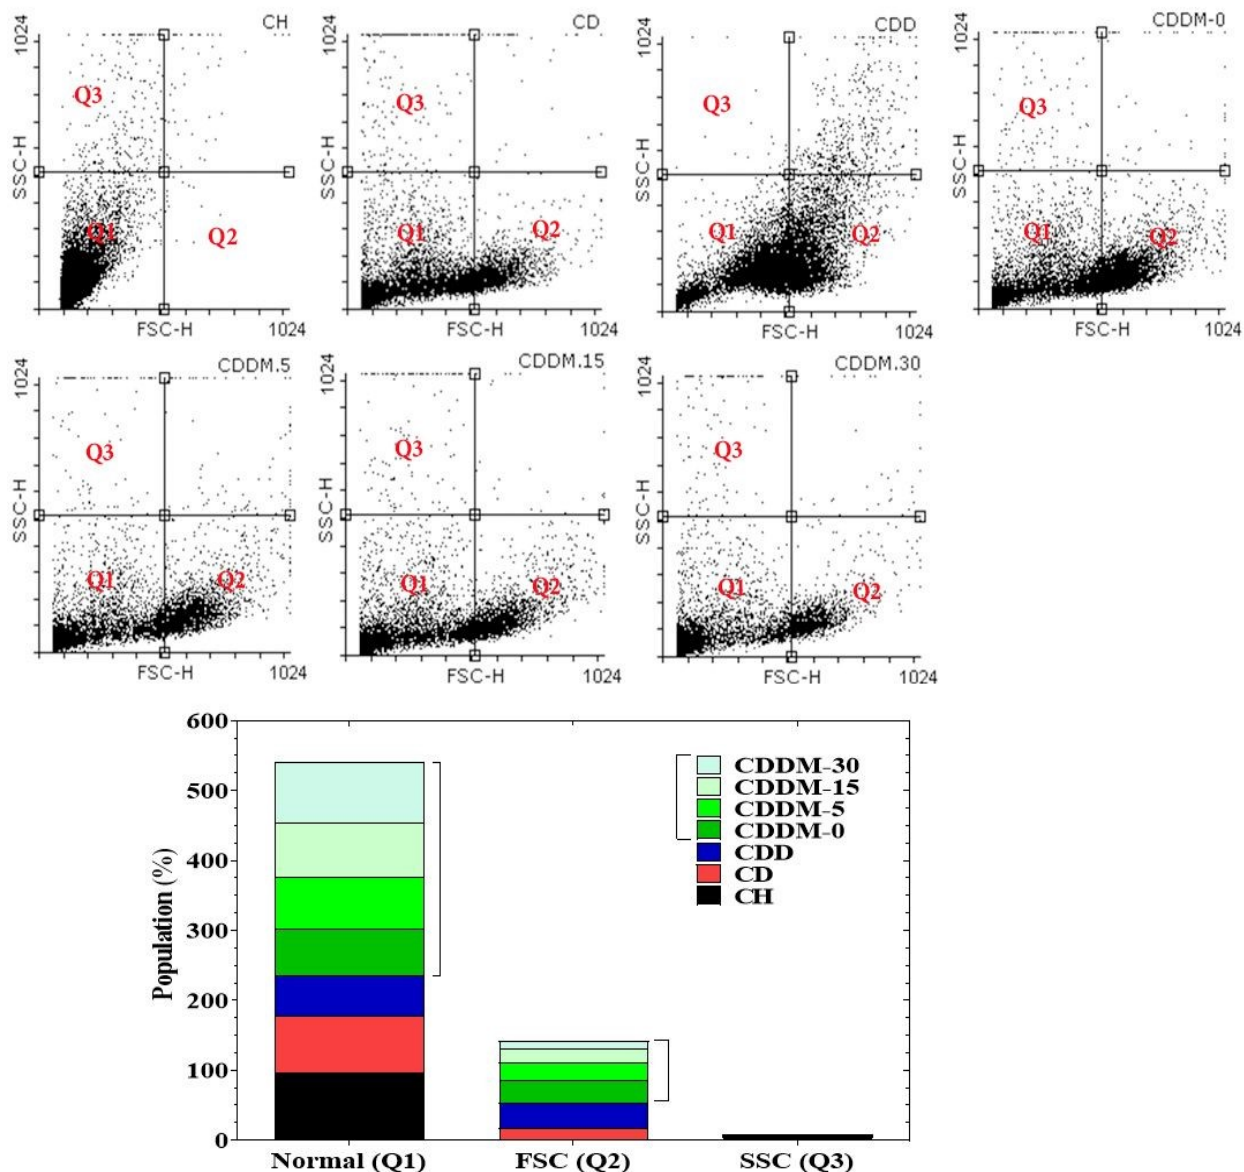 CH
1024
SSC-H
Q3
Q1
Q2
FSC-H
1024
CD
1024
SSC-H
Q3
Q1
Q2
FSC-H
1024
CDD
1024
SSC-H
Q3
Q1
Q2
FSC-H
1024
CDDM-0
1024
SSC-H
Q3
Q1
Q2
FSC-H
1024
CDDM.5
1024
SSC-H
Q3
Q1
Q2
FSC-H
1024
CDDM.15
1024
SSC-H
Q3
Q1
Q2
FSC-H
1024
CDDM.30
1024
SSC-H
Q3
Q1
Q2
FSC-H
1024
Population (%)
600
500
400
300
200
100
0
CDDM-30
CDDM-15
CDDM-5
CDDM-0
CDD
CD
CH
Normal (Q1)
FSC (Q2)
SSC (Q3)